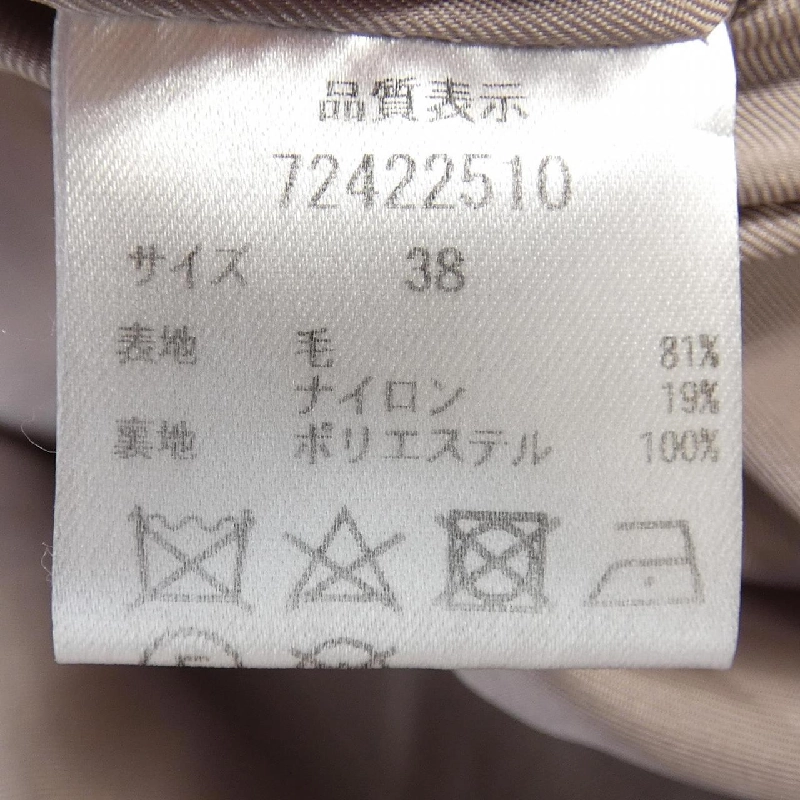 品質表示
72422510
サイズ 38
表地 毛 81%
ナイロン 19%
裏地 ポリエステル 100%